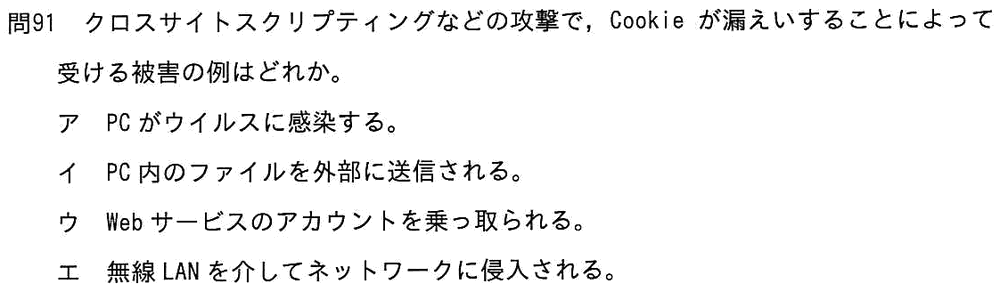 問91 クロスサイトスクリプティングなどの攻撃で，Cookie が漏えいすることによって
受ける被害の例はどれか。
ア PC がウイルスに感染する。
イ PC 内のファイルを外部に送信される。
ウ Web サービスのアカウントを乗っ取られる。
エ 無線 LAN を介してネットワークに侵入される。